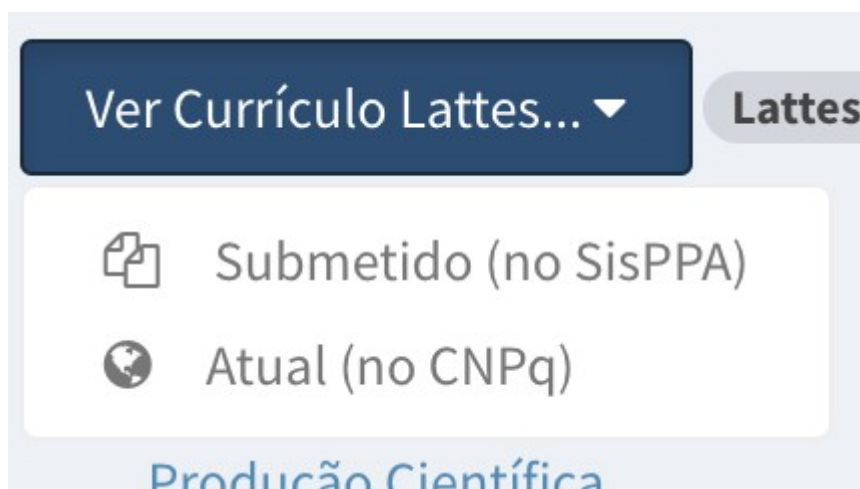 Ver Currículo Lattes... Lattes
Submetido (no SisPPA)
Atual (no CNPq)
Produção Científica